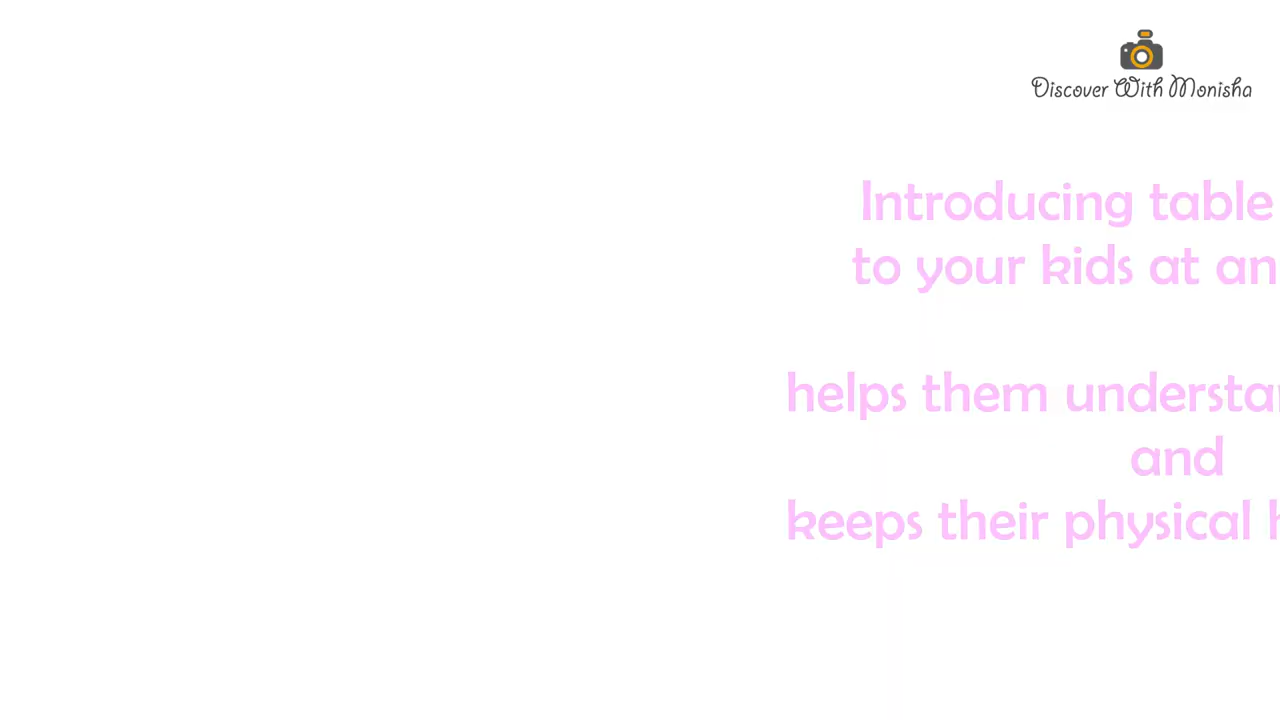 Discover With Monisha
Introducing table
to your kids at an
helps them understa
and
keeps their physical